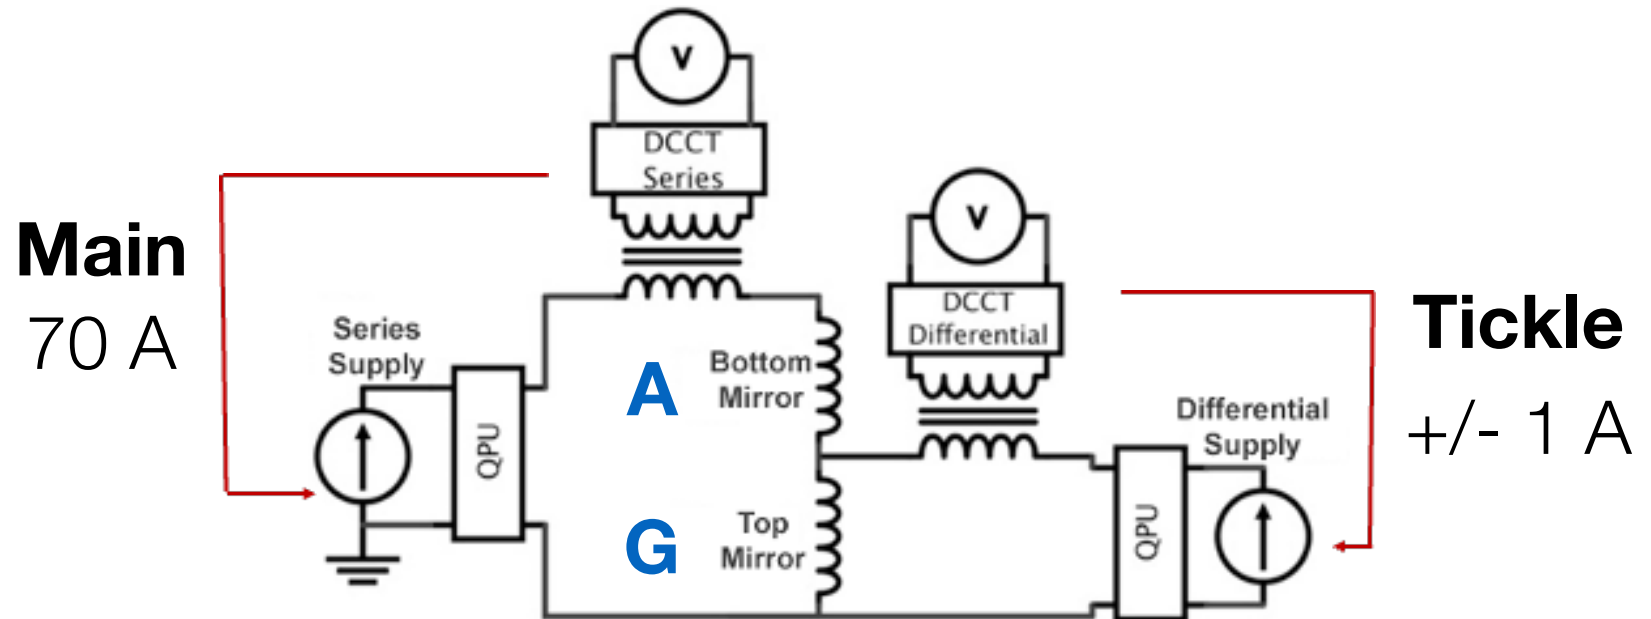 V
DCCT
Series
V
Main
70 A
DCCT
Differential
Tickle
+/- 1 A
Series
Supply
A
Bottom
Mirror
Differential
Supply
QPU
G
Top
Mirror
QPU